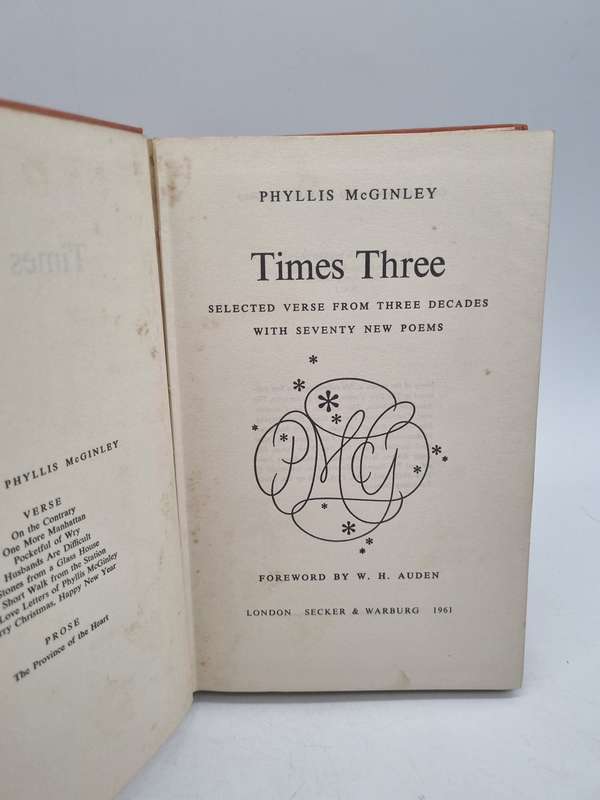 PHYLLIS McGINLEY
VERSE
On the Contrary
One More Manhattan
Pocketful of Wry
Husbands Are Difficult
Stones from a Glass House
Short Walk from the Station
Love Letters of Phyllis McGinley
Merry Christmas, Happy New Year
PROSE
The Province of the Heart
Times
PHYLLIS McGINLEY
Times Three
SELECTED VERSE FROM THREE DECADES
WITH SEVENTY NEW POEMS
PMG
FOREWORD BY W. H. AUDEN
LONDON SECKER & WARBURG 1961